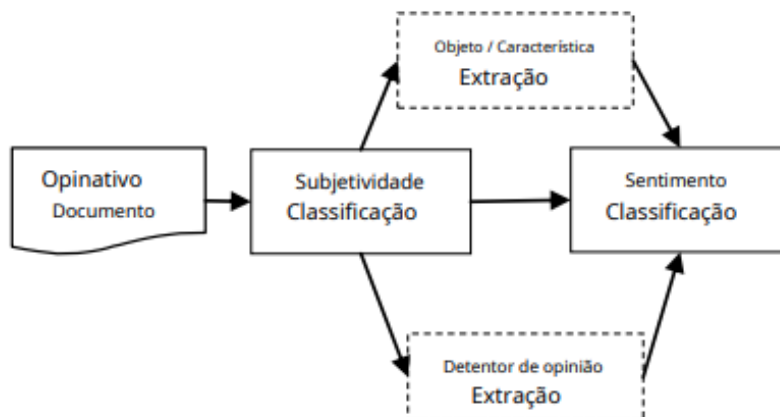 Objeto / Característica
Extração
Opinativo
Documento
Subjetividade
Classificação
Sentimento
Classificação
Detentor de opinião
Extração